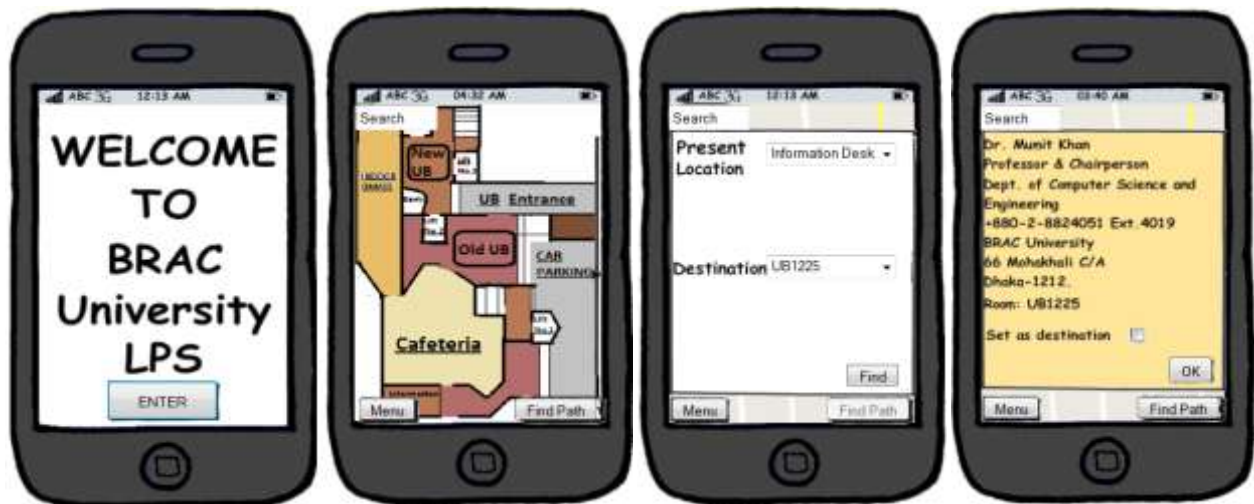 ABC 3G 12:13 AM
WELCOME
TO
BRAC
University
LPS
ENTER
ABC 3G 04:32 AM
Search
New
UB
UB Entrance
Old UB
CAR
PARKING
Cafeteria
Information
Menu
Find Path
ABC 3G 12:13 AM
Search
Present
Location
Information Desk
Destination
UB1225
Find
Menu
Find Path
ABC 3G 03:40 AM
Search
Dr. Mumit Khan
Professor & Chairperson
Dept. of Computer Science and
Engineering
+880-2-8824051 Ext.4019
BRAC University
66 Mohakhali C/A
Dhaka-1212.
Room: UB1225
Set as destination
OK
Menu
Find Path